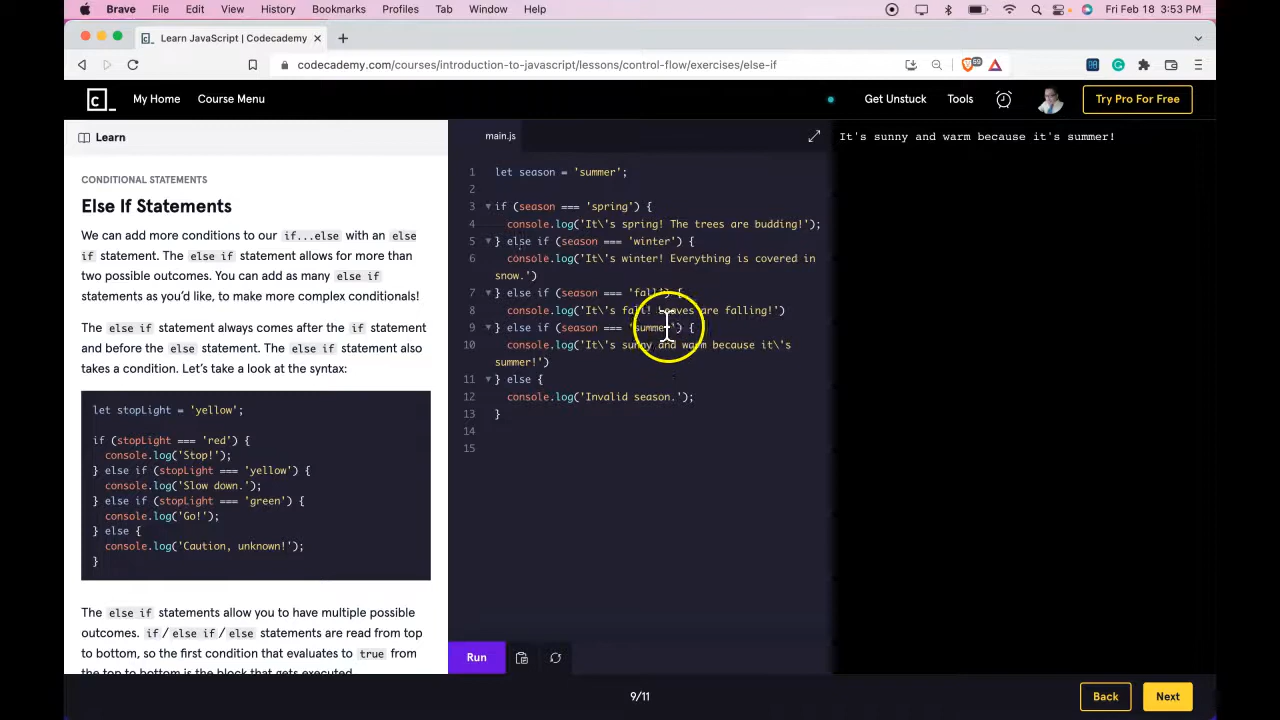 Brave File Edit View History Bookmarks Profiles Tab Window Help Fri Feb 18 3:53 PM
Learn JavaScript | Codecademy
codecademy.com/courses/introduction-to-javascript/lessons/control-flow/exercises/else-if
My Home Course Menu Get Unstuck Tools Try Pro For Free
Learn
CONDITIONAL STATEMENTS
Else If Statements
We can add more conditions to our if...else with an else
if statement. The else if statement allows for more than
two possible outcomes. You can add as many else if
statements as you'd like, to make more complex conditionals!
The else if statement always comes after the if statement
and before the else statement. The else if statement also
takes a condition. Let's take a look at the syntax:
let stopLight = 'yellow';
if (stopLight === 'red') {
console.log('Stop!');
} else if (stopLight === 'yellow') {
console.log('Slow down.');
} else if (stopLight === 'green') {
console.log('Go!');
} else {
console.log('Caution, unknown!');
}
The else if statements allow you to have multiple possible
outcomes. if/else if/else statements are read from top
to bottom, so the first condition that evaluates to true from
the top to bottom is the block that gets executed.
main.js
1 let season = 'summer';
2
3 if (season === 'spring') {
4 console.log('It\'s spring! The trees are budding!');
5 } else if (season === 'winter') {
6 console.log('It\'s winter! Everything is covered in
snow.')
7 } else if (season === 'fall') {
8 console.log('It\'s fall! Leaves are falling!')
9 } else if (season === 'summer') {
10 console.log('It\'s sunny and warm because it\'s
summer!')
11 } else {
12 console.log('Invalid season.');
13 }
14
15
Run
It's sunny and warm because it's summer!
9/11
Back Next